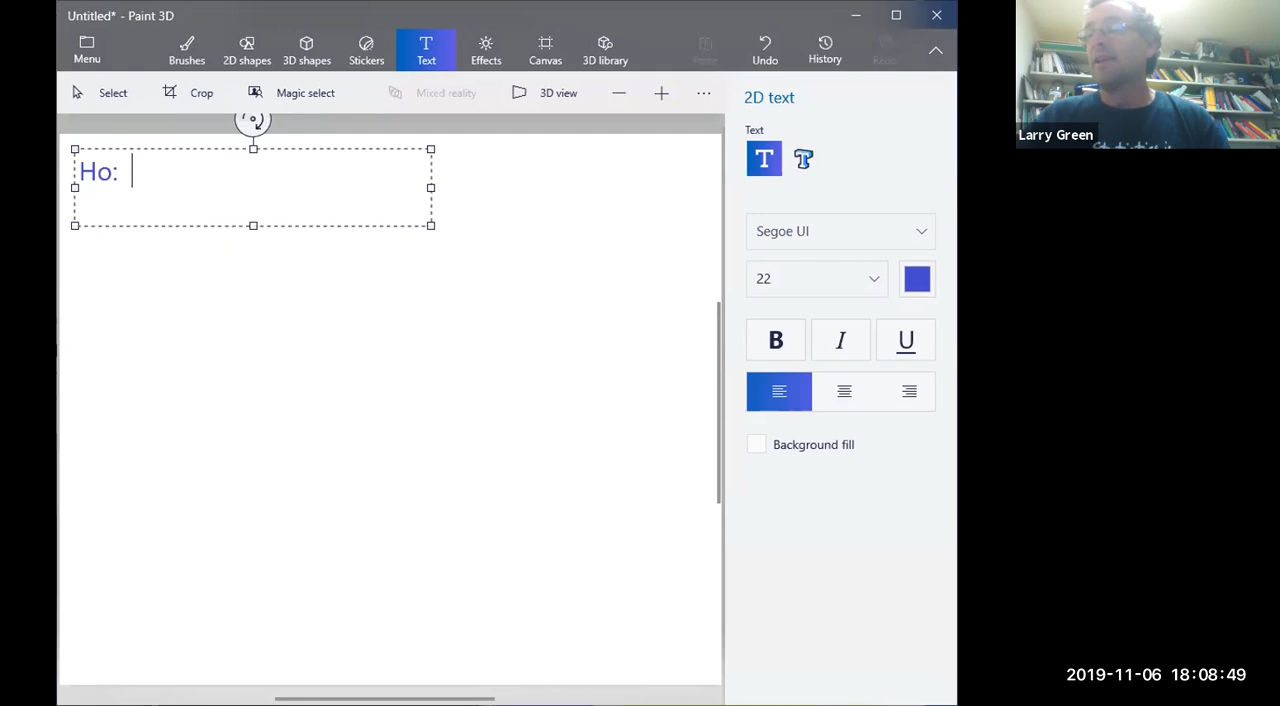 Untitled* - Paint 3D
Menu
Brushes
2D shapes
3D shapes
Stickers
Text
Effects
Canvas
3D library
Paste
Undo
History
Redo
Select
Crop
Magic select
Mixed reality
3D view
2D text
Text
Ho:
Segoe UI
22
B I U
Background fill
Larry Green
2019-11-06 18:08:49